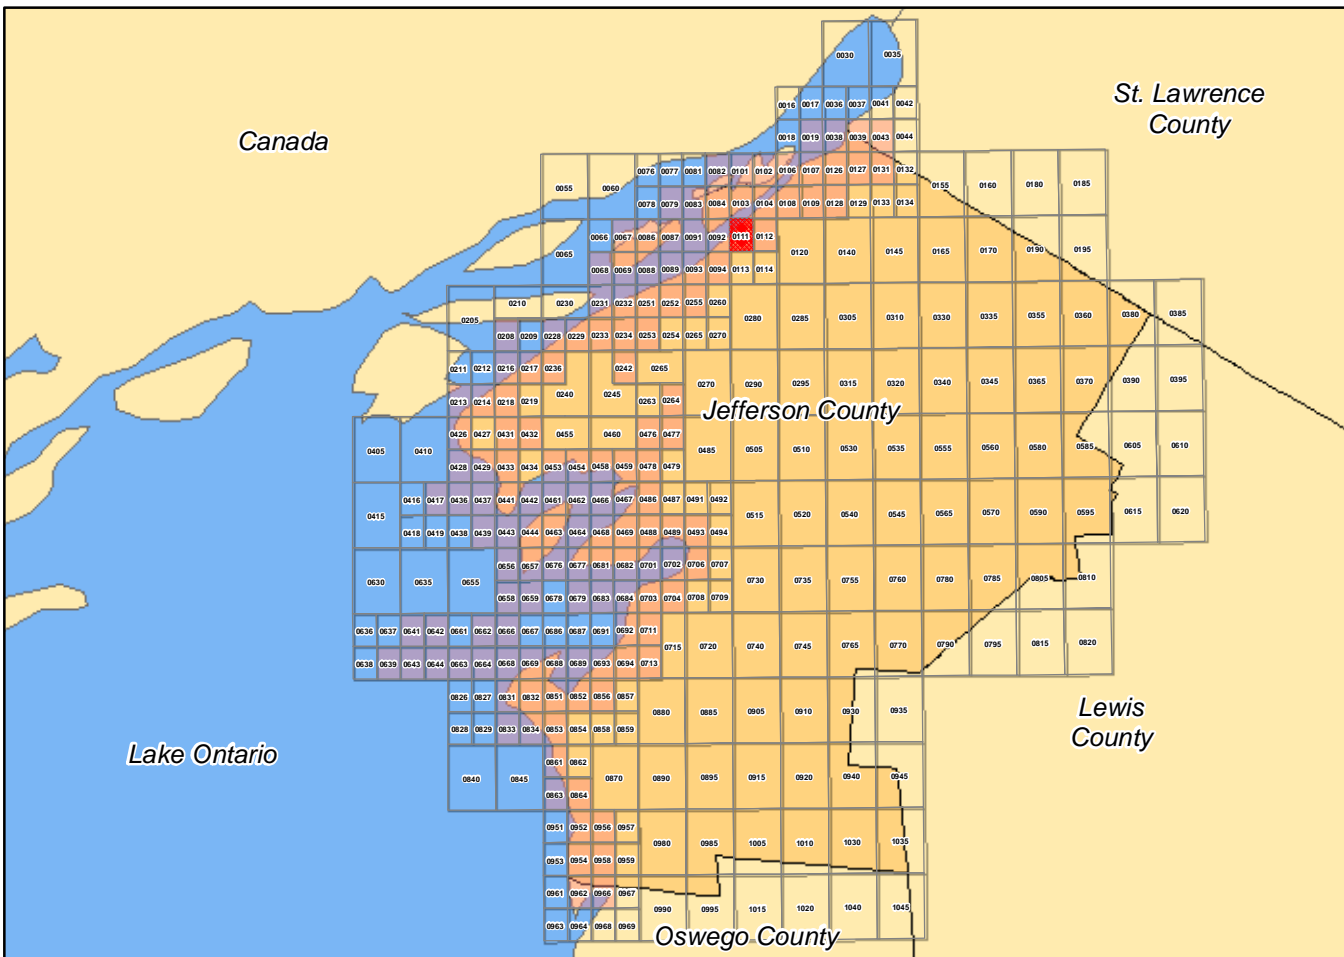 0030 0035
St. Lawrence
County
0016 0017 0036 0037 0041 0042
Canada
0018 0019 0038 0039 0043 0044
0076 0077 0081 0082 0101 0102 0106 0107 0126 0127 0131 0132
0055 0060 0155 0160 0180 0185
0078 0079 0083 0084 0103 0104 0108 0109 0128 0129 0133 0134
0066 0067 0086 0087 0091 0092 0111 0112
0065 0120 0140 0145 0165 0170 0190 0195
0068 0069 0088 0089 0093 0094 0113 0114
0210 0230 0231 0232 0251 0252 0255 0260
0205 0280 0285 0305 0310 0330 0335 0355 0360 0380 0385
0208 0209 0228 0229 0233 0234 0253 0254 0265 0270
0211 0212 0216 0217 0236 0242 0265
0270 0290 0295 0315 0320 0340 0345 0365 0370 0390 0395
0213 0214 0218 0219 0240 0245 0263 0264
Jefferson County
0426 0427 0431 0432 0455 0460 0476 0477
0405 0410 0485 0505 0510 0530 0535 0555 0560 0580 0585 0605 0610
0428 0429 0433 0434 0453 0454 0458 0459 0478 0479
0416 0417 0436 0437 0441 0442 0461 0462 0466 0467 0486 0487 0491 0492
0415 0515 0520 0540 0545 0565 0570 0590 0595 0615 0620
0418 0419 0438 0439 0443 0444 0463 0464 0468 0469 0488 0489 0493 0494
0656 0657 0676 0677 0681 0682 0701 0702 0706 0707
0630 0635 0655 0730 0735 0755 0760 0780 0785 0805 0810
0658 0659 0678 0679 0683 0684 0703 0704 0708 0709
0636 0637 0641 0642 0661 0662 0666 0667 0686 0687 0691 0692 0711
0715 0720 0740 0745 0765 0770 0790 0795 0815 0820
0638 0639 0643 0644 0663 0664 0668 0669 0688 0689 0693 0694 0713
0826 0827 0831 0832 0851 0852 0856 0857
0880 0885 0905 0910 0930 0935
Lewis
County
0828 0829 0833 0834 0853 0854 0858 0859
Lake Ontario
0861 0862
0840 0845 0870 0890 0895 0915 0920 0940 0945
0863 0864
0951 0952 0956 0957
0980 0985 1005 1010 1030 1035
0953 0954 0958 0959
0961 0962 0966 0967
0990 0995 1015 1020 1040 1045
0963 0964 0968 0969
Oswego County